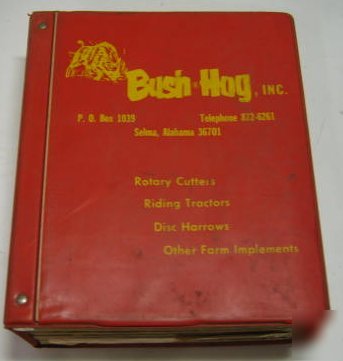 Bush-Hog, INC.
P. O. Box 1039 Telephone 872-6261
Selma, Alabama 36701
Rotary Cutters
Riding Tractors
Disc Harrows
Other Farm Implements